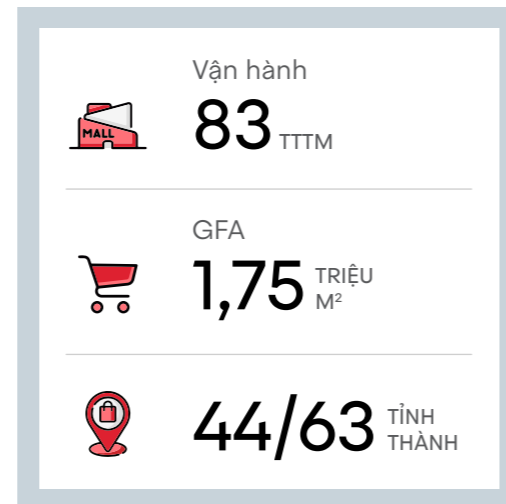 Vận hành
MALL
83 TTTM
GFA
1,75 TRIỆU
M²
44/63 TỈNH
THÀNH